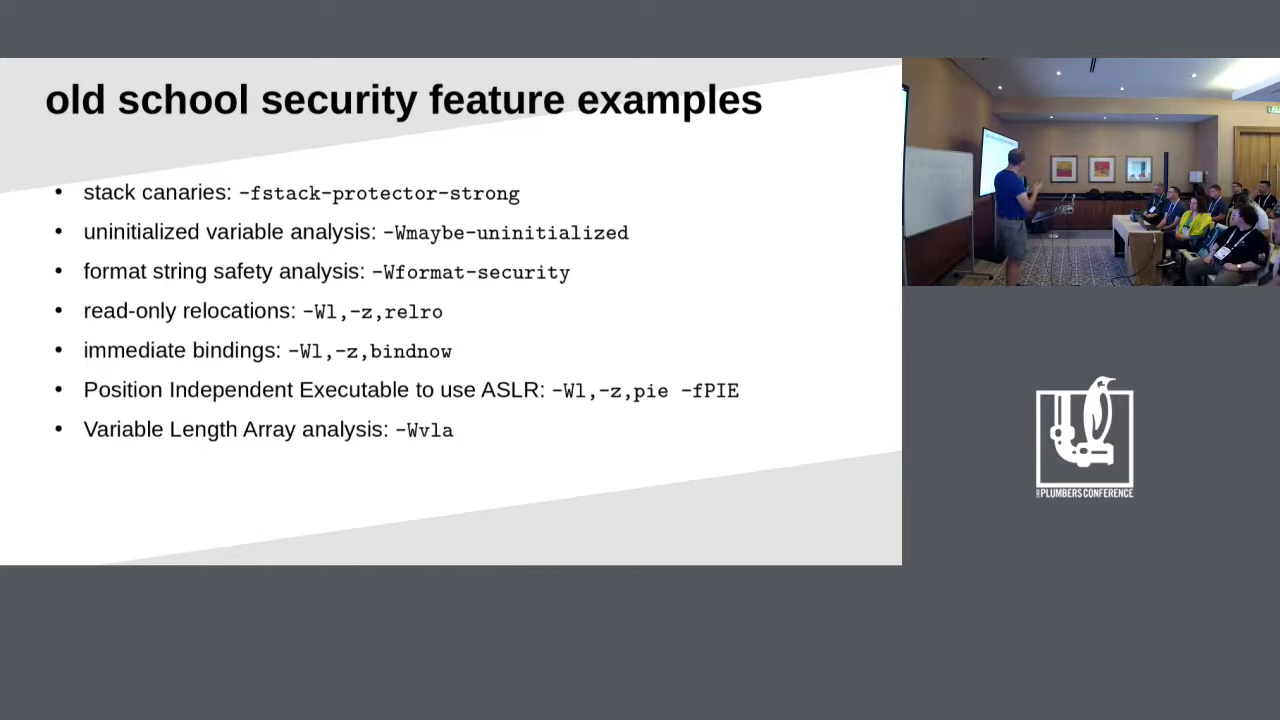 old school security feature examples
• stack canaries: -fstack-protector-strong
• uninitialized variable analysis: -Wmaybe-uninitialized
• format string safety analysis: -Wformat-security
• read-only relocations: -Wl,-z,relro
• immediate bindings: -Wl,-z,bindnow
• Position Independent Executable to use ASLR: -Wl,-z,pie -fPIE
• Variable Length Array analysis: -Wvla
PLUMBERS CONFERENCE